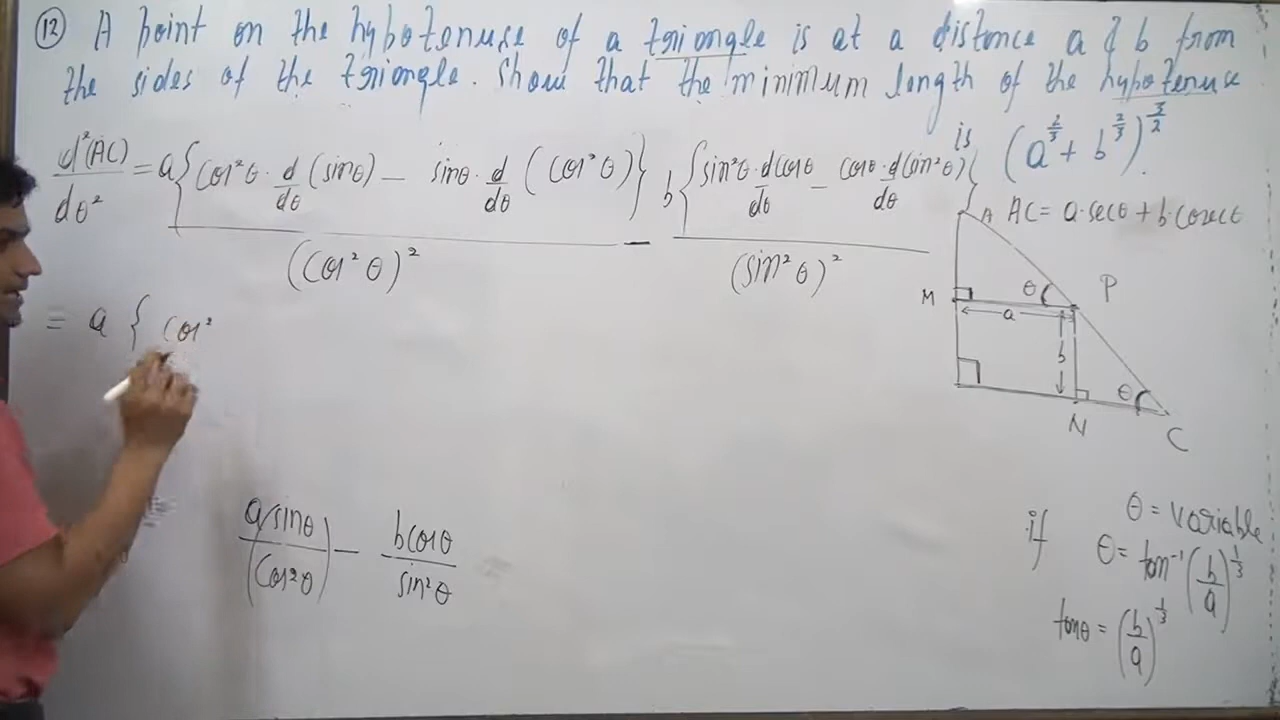 12 A point on the hypotenuse of a triangle is at a distance a & b from
the sides of the triangle. Show that the minimum length of the hypotenuse
is (a^{2/3} + b^{2/3})^{3/2}.
d²(AC)/dθ² = a{cos²θ · d/dθ (sinθ) – sinθ · d/dθ (cos²θ)}/(cos²θ)² – b{sin²θ · d cosθ/dθ – cosθ · d(sin²θ)/dθ}/(sin²θ)²
A AC = a·secθ + b·cosecθ
= a { cos²
M θ P
a
b
θ
N C
a sinθ/(cos²θ) – b cosθ/sin²θ
θ = variable
if θ = tan⁻¹(b/a)^{1/3}
tanθ = (b/a)^{1/3}